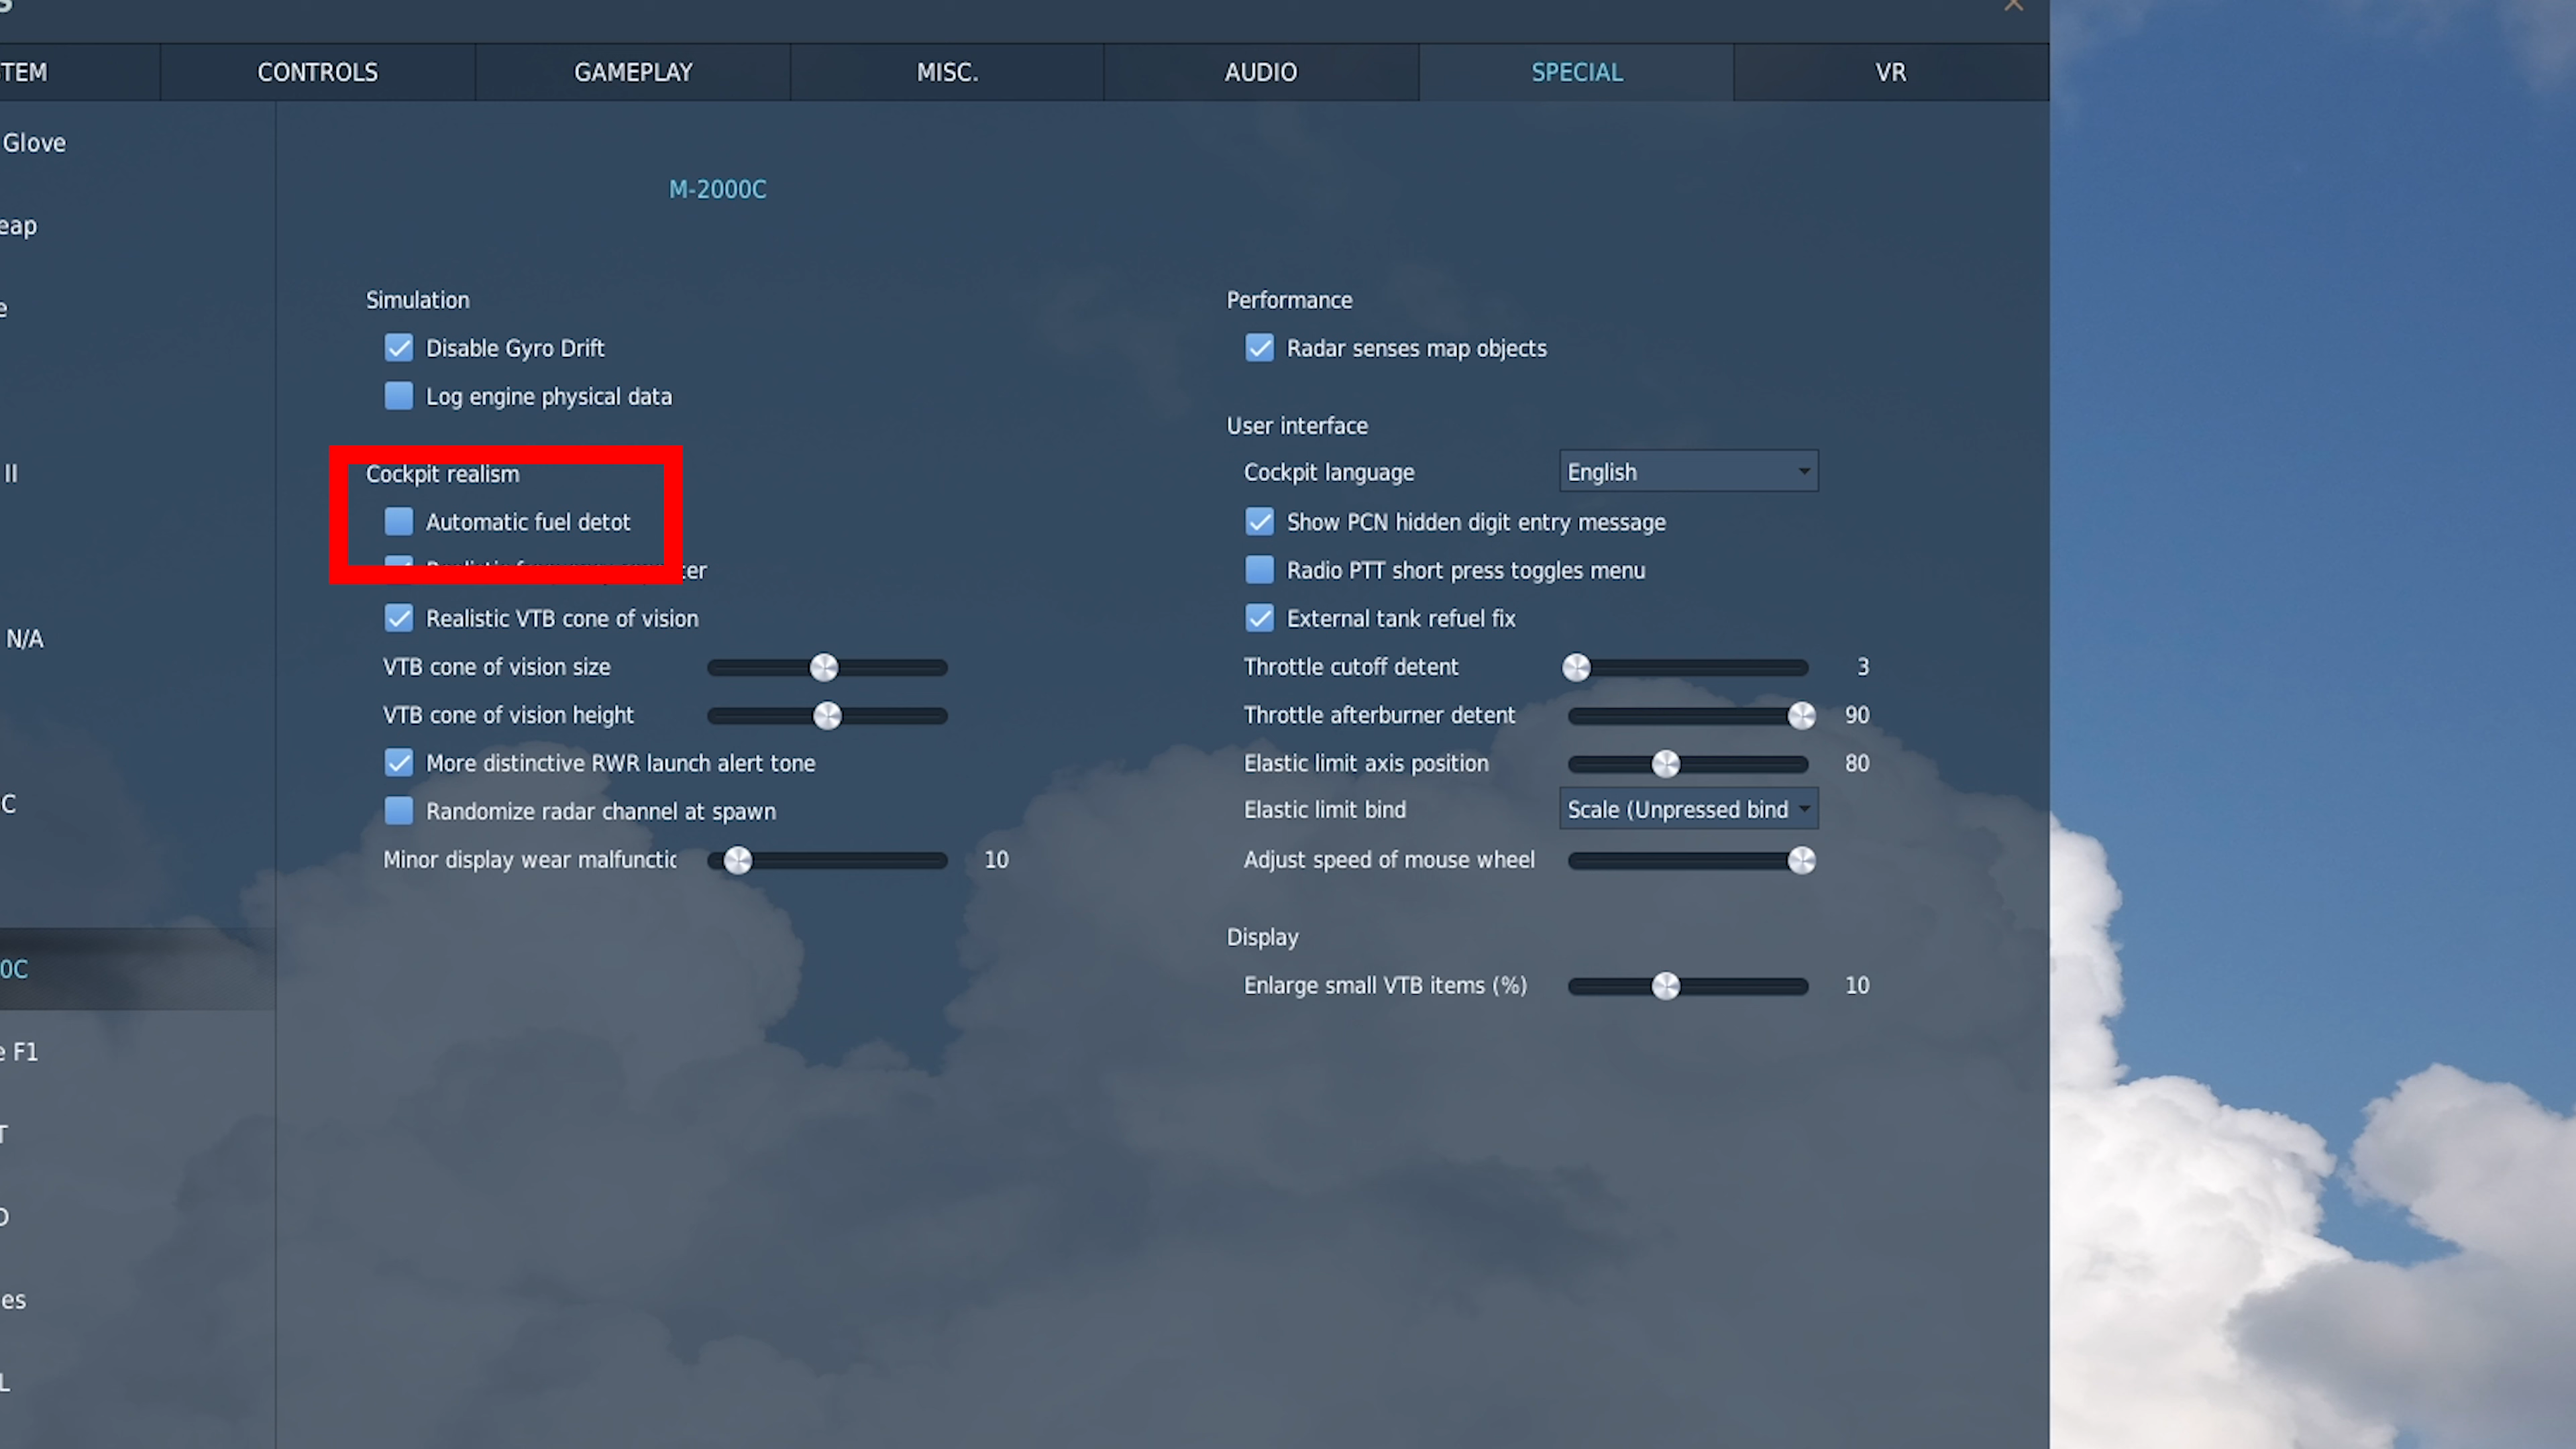 CONTROLS
GAMEPLAY
MISC.
AUDIO
SPECIAL
VR
Glove
II
N/A
C
0C
F1
M-2000C
Simulation
Disable Gyro Drift
Log engine physical data
Cockpit realism
Automatic fuel detot
Realistic VTB cone of vision
VTB cone of vision size
VTB cone of vision height
More distinctive RWR launch alert tone
Randomize radar channel at spawn
Minor display wear malfunctic 10
Performance
Radar senses map objects
User interface
Cockpit language English
Show PCN hidden digit entry message
Radio PTT short press toggles menu
External tank refuel fix
Throttle cutoff detent 3
Throttle afterburner detent 90
Elastic limit axis position 80
Elastic limit bind Scale (Unpressed bind
Adjust speed of mouse wheel
Display
Enlarge small VTB items (%) 10